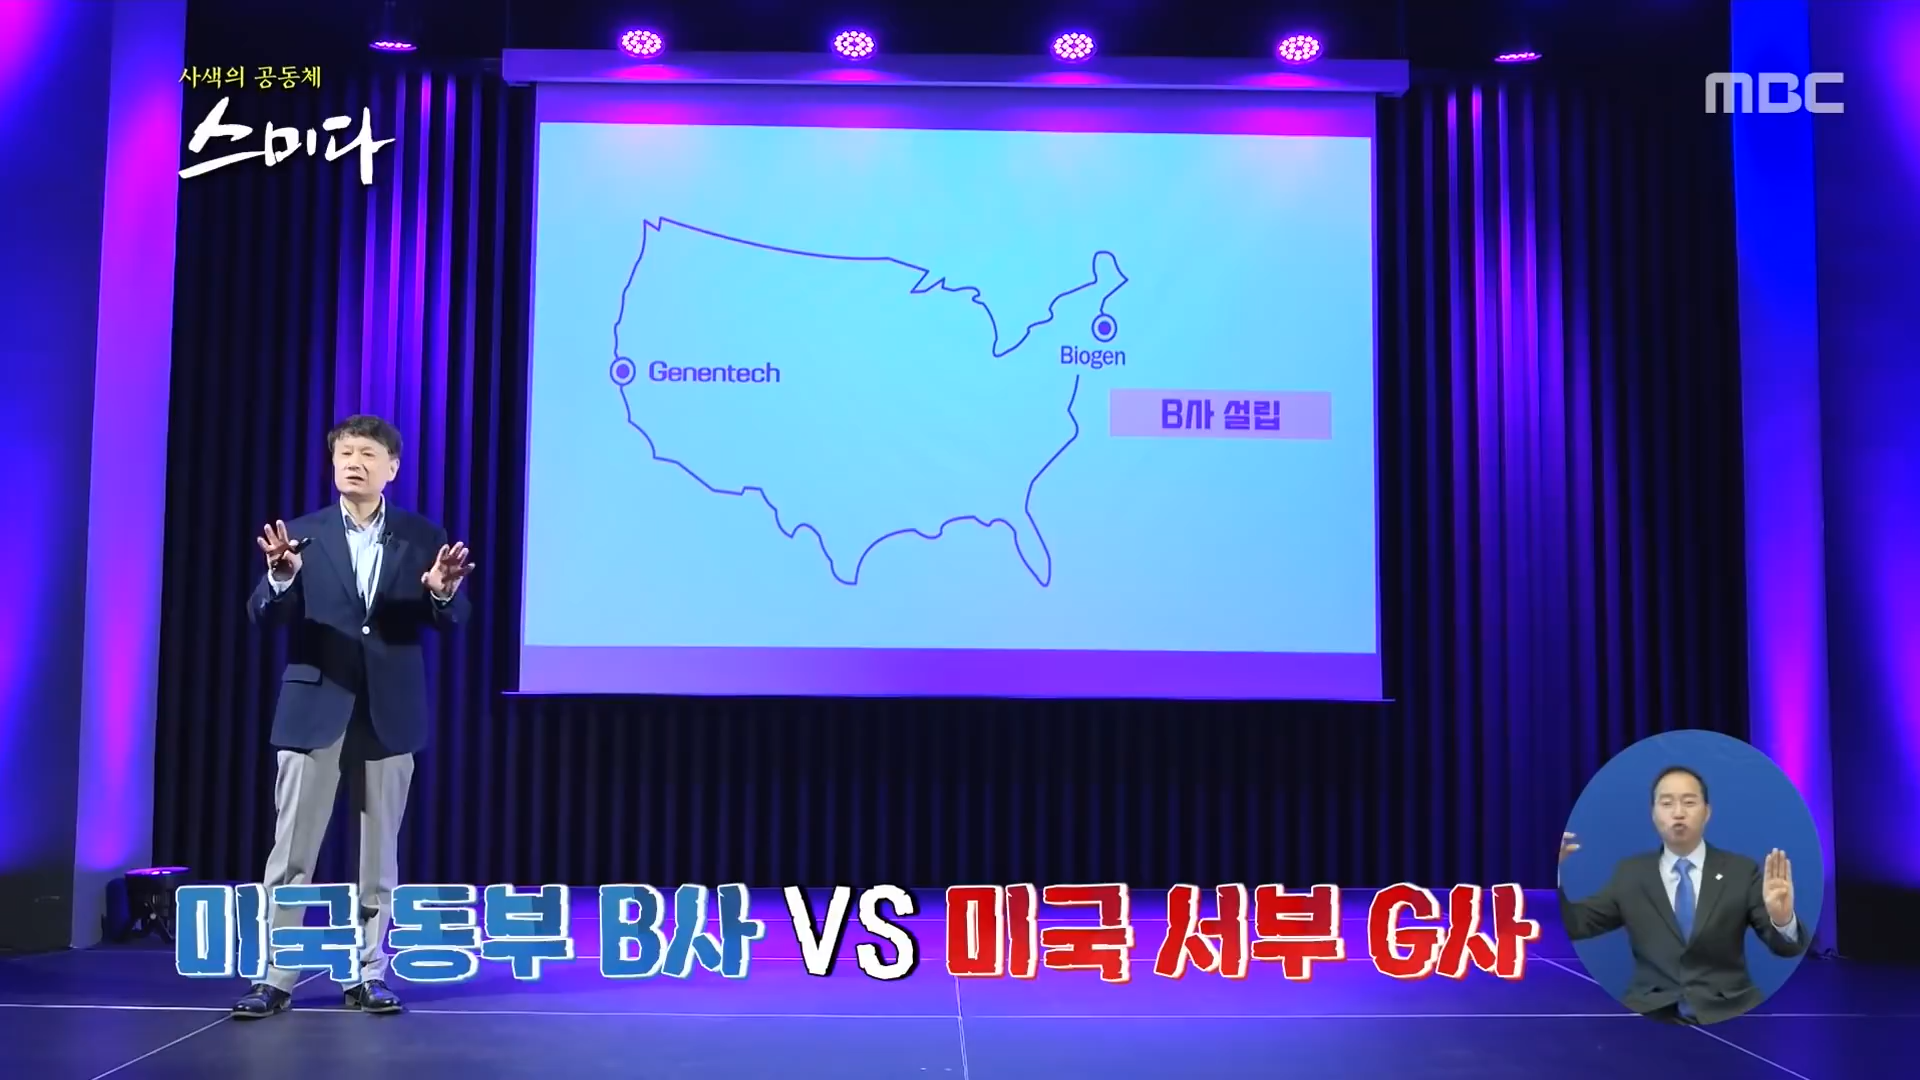 사색의 공동체
스미다
MBC
Genentech
Biogen
B사 설립
미국 동부 B사 VS 미국 서부 G사